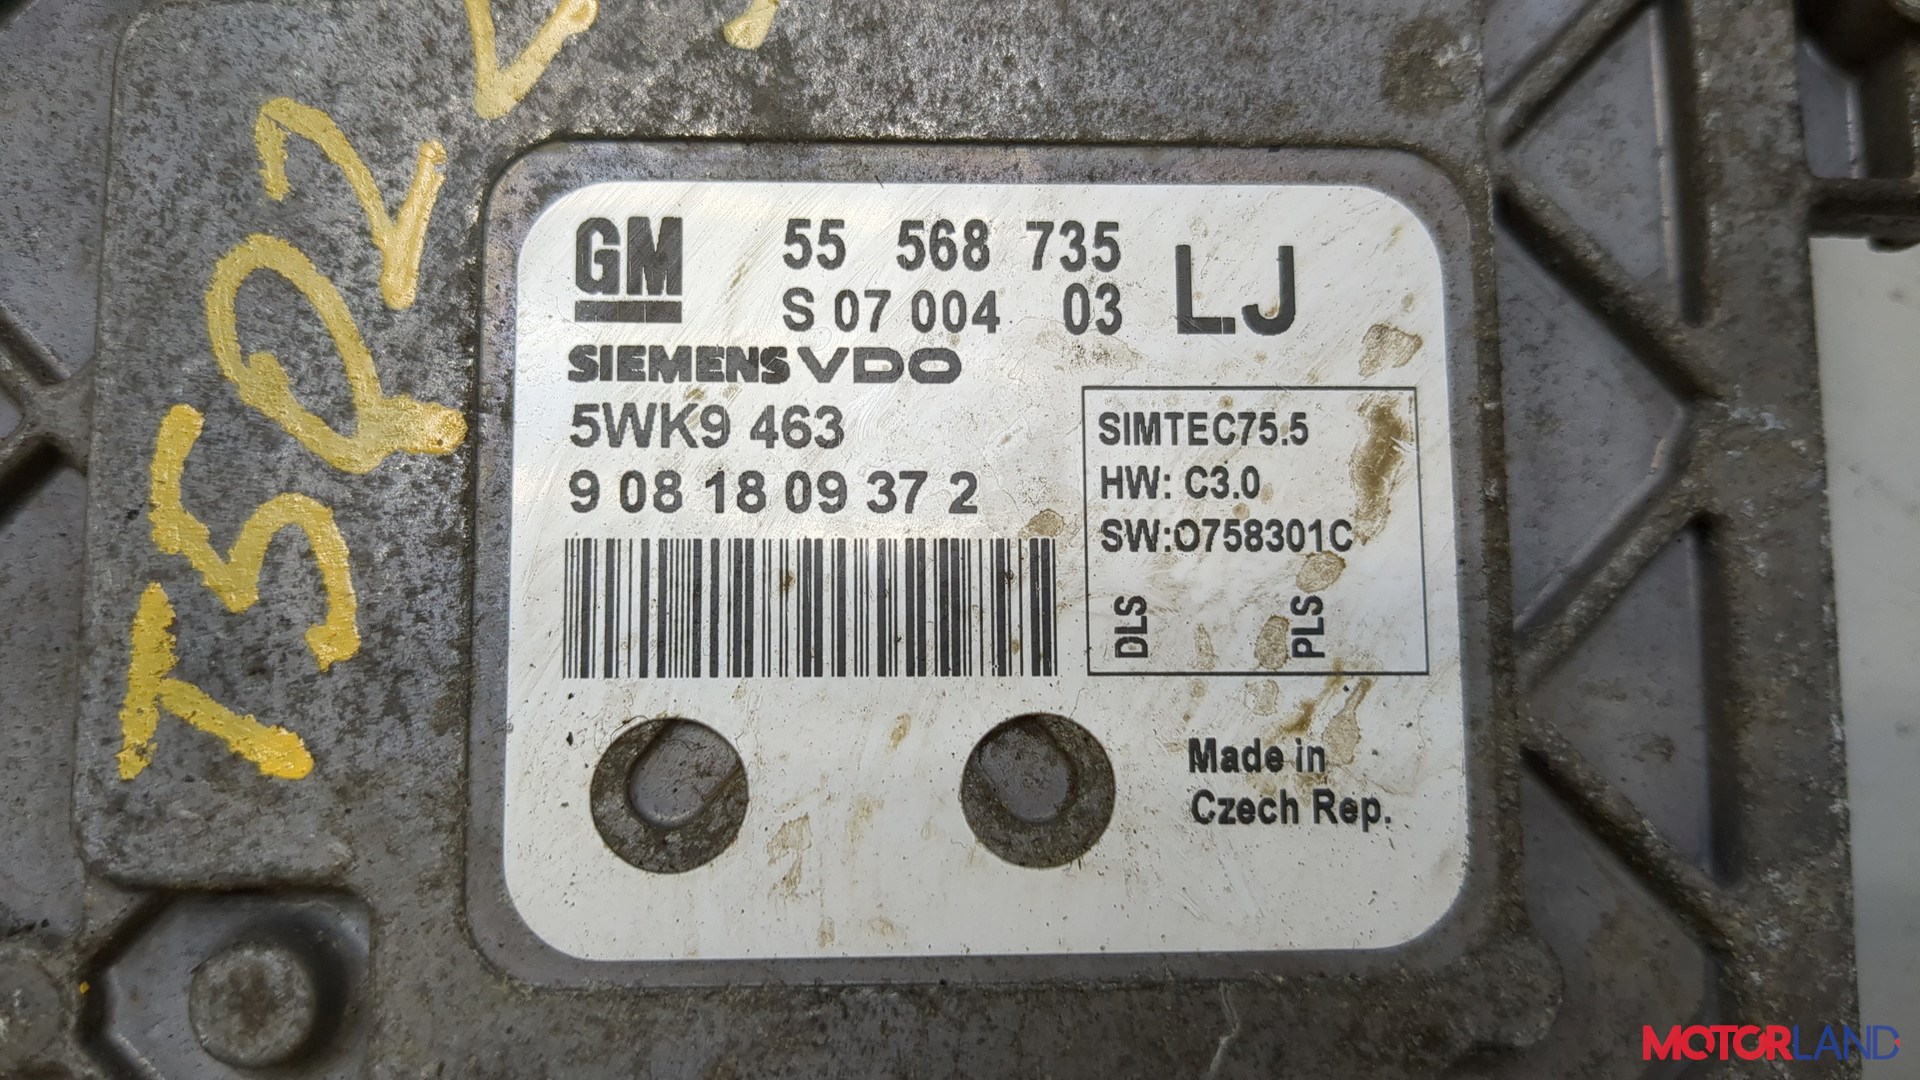 GM 55 568 735 LJ
S 07 004 03
SIEMENS VDO
5WK9 463
9 08 18 09 37 2
SIMTEC75.5
HW: C3.0
SW:O758301C
DLS PLS
Made in
Czech Rep.
TSQ2
MOTORLAND